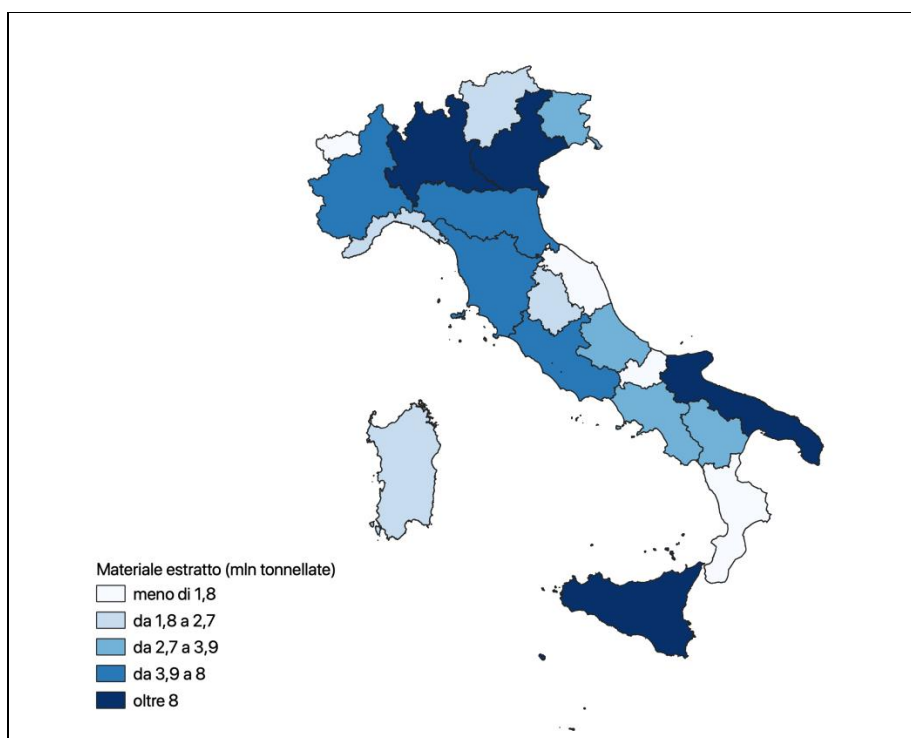 Materiale estratto (mln tonnellate)
meno di 1,8
da 1,8 a 2,7
da 2,7 a 3,9
da 3,9 a 8
oltre 8